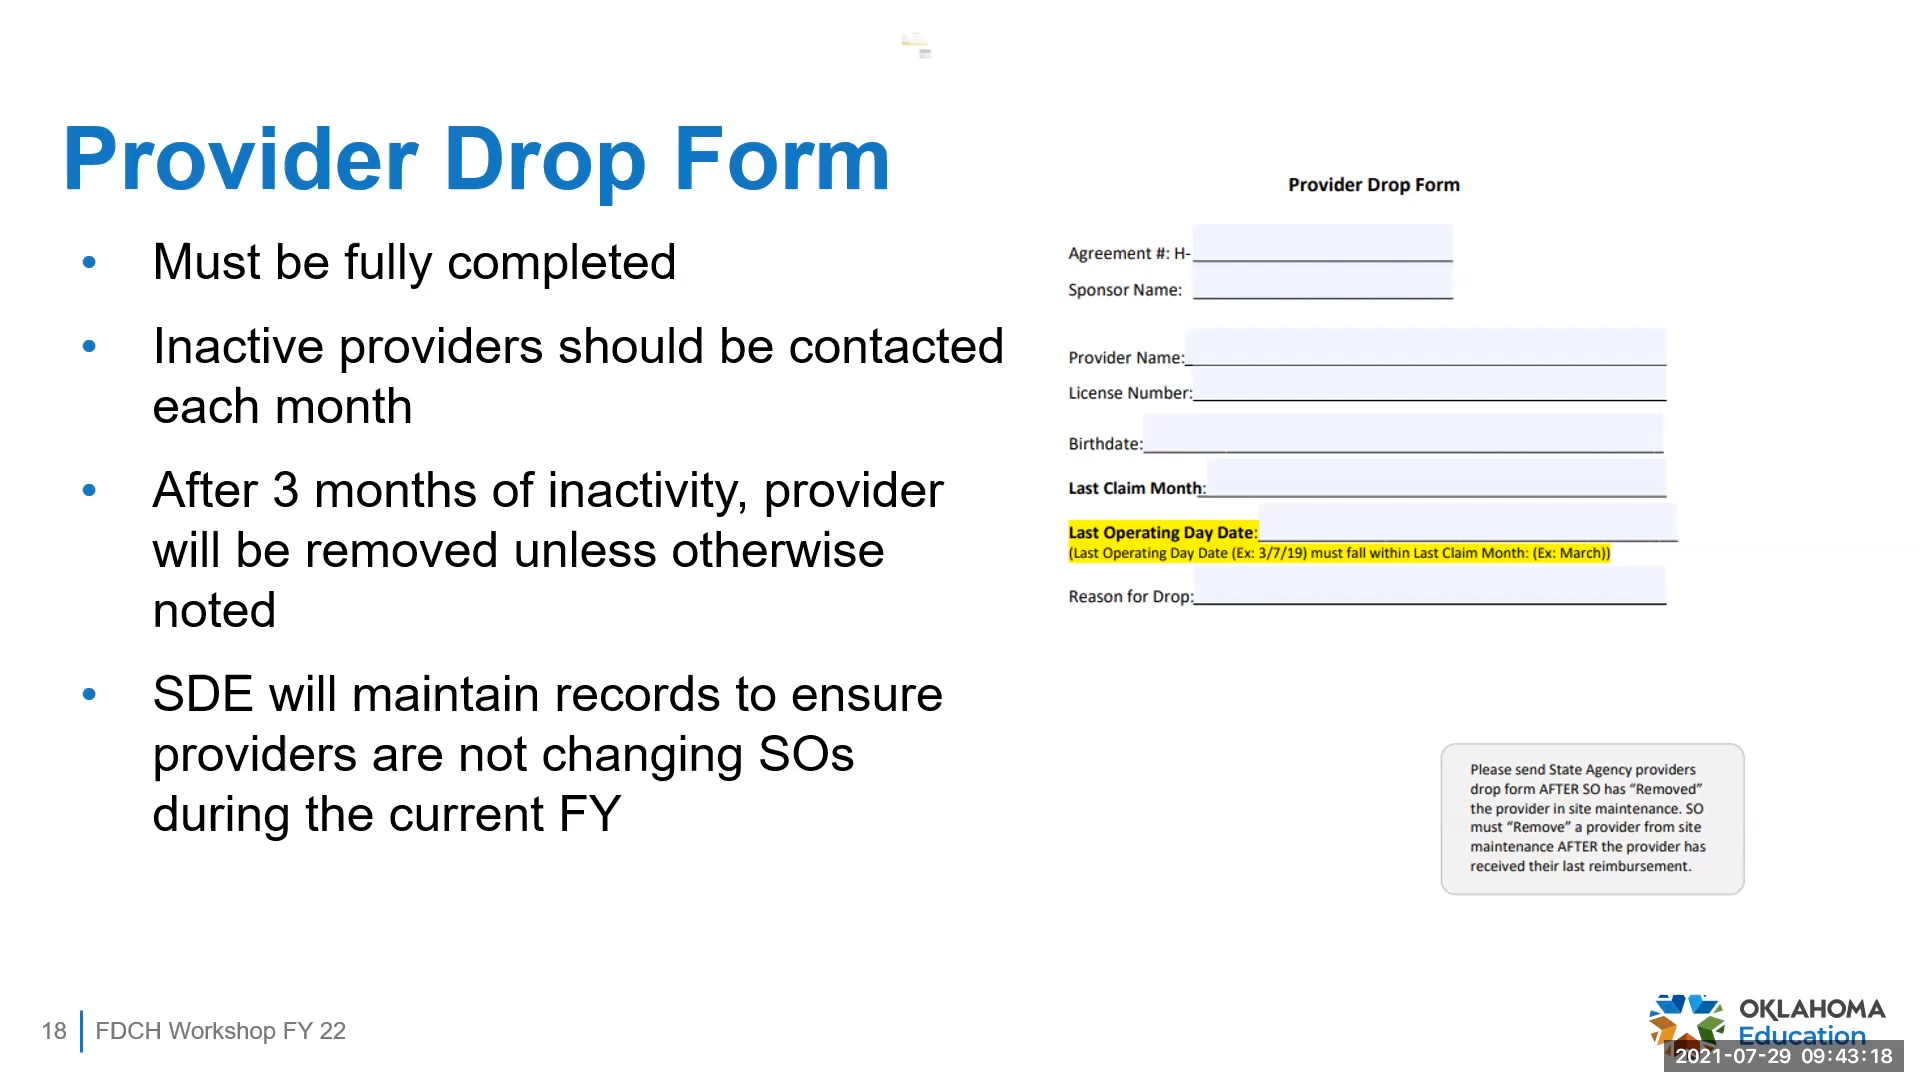 Provider Drop Form
• Must be fully completed
• Inactive providers should be contacted
each month
• After 3 months of inactivity, provider
will be removed unless otherwise
noted
• SDE will maintain records to ensure
providers are not changing SOs
during the current FY
Provider Drop Form
Agreement #: H-
Sponsor Name:
Provider Name:
License Number:
Birthdate:
Last Claim Month:
Last Operating Day Date:
(Last Operating Day Date (Ex: 3/7/19) must fall within Last Claim Month: (Ex: March))
Reason for Drop:
Please send State Agency providers
drop form AFTER SO has “Removed”
the provider in site maintenance. SO
must “Remove” a provider from site
maintenance AFTER the provider has
received their last reimbursement.
18 FDCH Workshop FY 22
OKLAHOMA
Education
2021-07-29 09:43:18